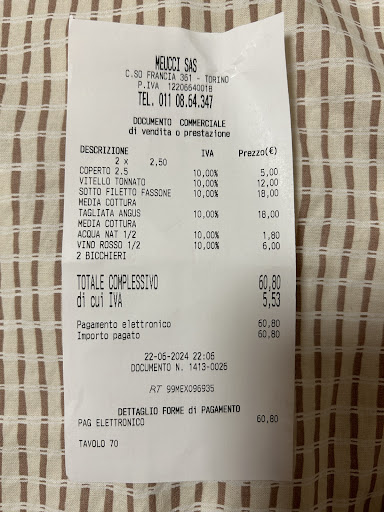 MEUCCI SAS
C.SO FRANCIA 361 - TORINO
P.IVA 12206640018
TEL. 011 08.64.347
DOCUMENTO COMMERCIALE
di vendita o prestazione
DESCRIZIONE IVA Prezzo(€)
2 x 2,50
COPERTO 2.5 10,00% 5,00
VITELLO TONNATO 10,00% 12,00
SOTTO FILETTO FASSONE 10,00% 18,00
MEDIA COTTURA
TAGLIATA ANGUS 10,00% 18,00
MEDIA COTTURA
ACQUA NAT 1/2 10,00% 1,80
VINO ROSSO 1/2 10,00% 6,00
2 BICCHIERI
TOTALE COMPLESSIVO 60,80
di cui IVA 5,53
Pagamento elettronico 60,80
Importo pagato 60,80
22-06-2024 22:06
DOCUMENTO N. 1413-0026
RT 99MEX096935
DETTAGLIO FORME di PAGAMENTO
PAG ELETTRONICO 60,80
TAVOLO 70